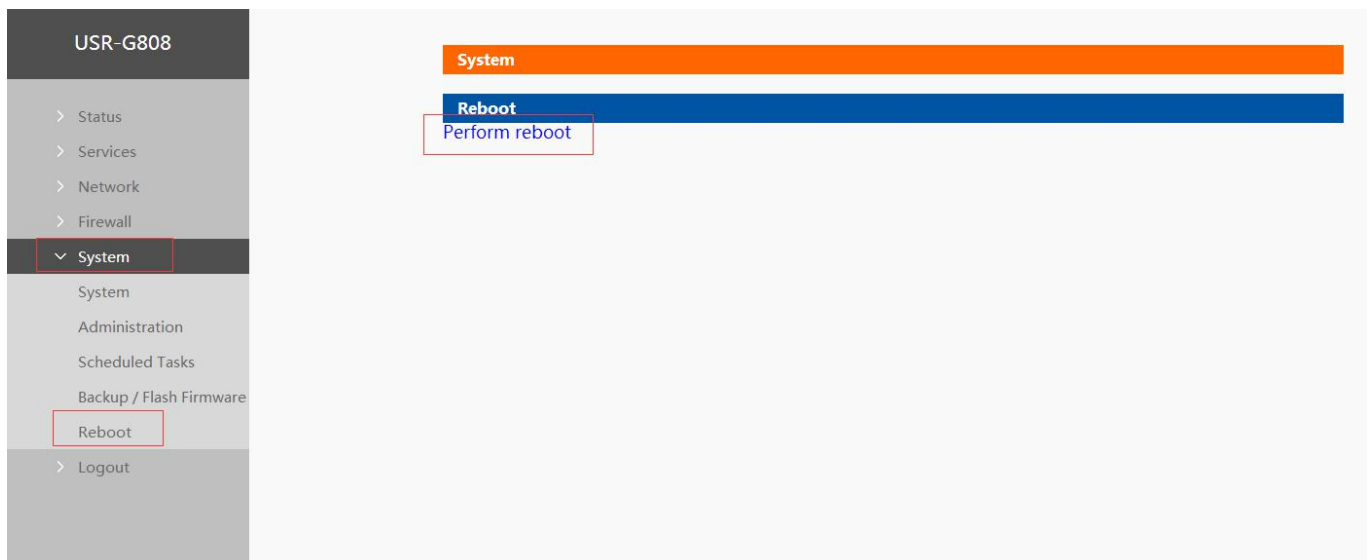 USR-G808
Status
Services
Network
Firewall
System
System
Administration
Scheduled Tasks
Backup / Flash Firmware
Reboot
Logout
System
Reboot
Perform reboot